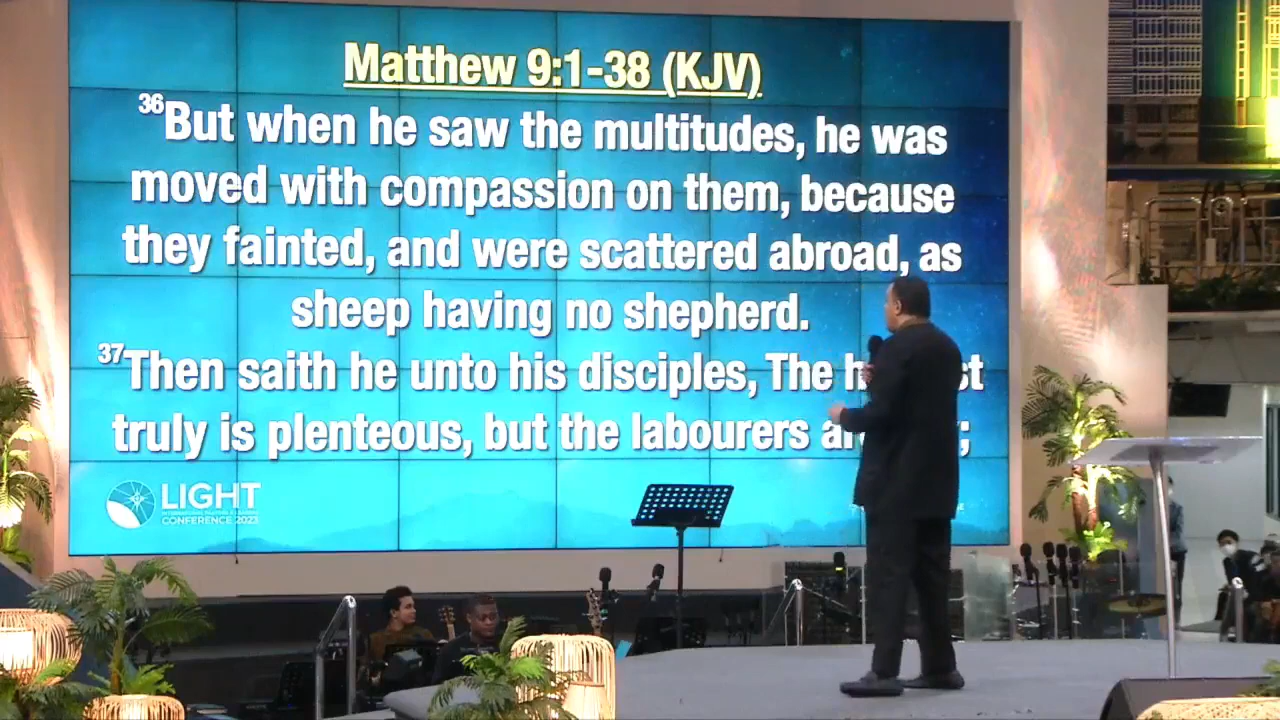 Matthew 9:1-38 (KJV)
36But when he saw the multitudes, he was
moved with compassion on them, because
they fainted, and were scattered abroad, as
sheep having no shepherd.
37Then saith he unto his disciples, The
truly is plenteous, but the labourers
LIGHT
CONFERENCE 2023